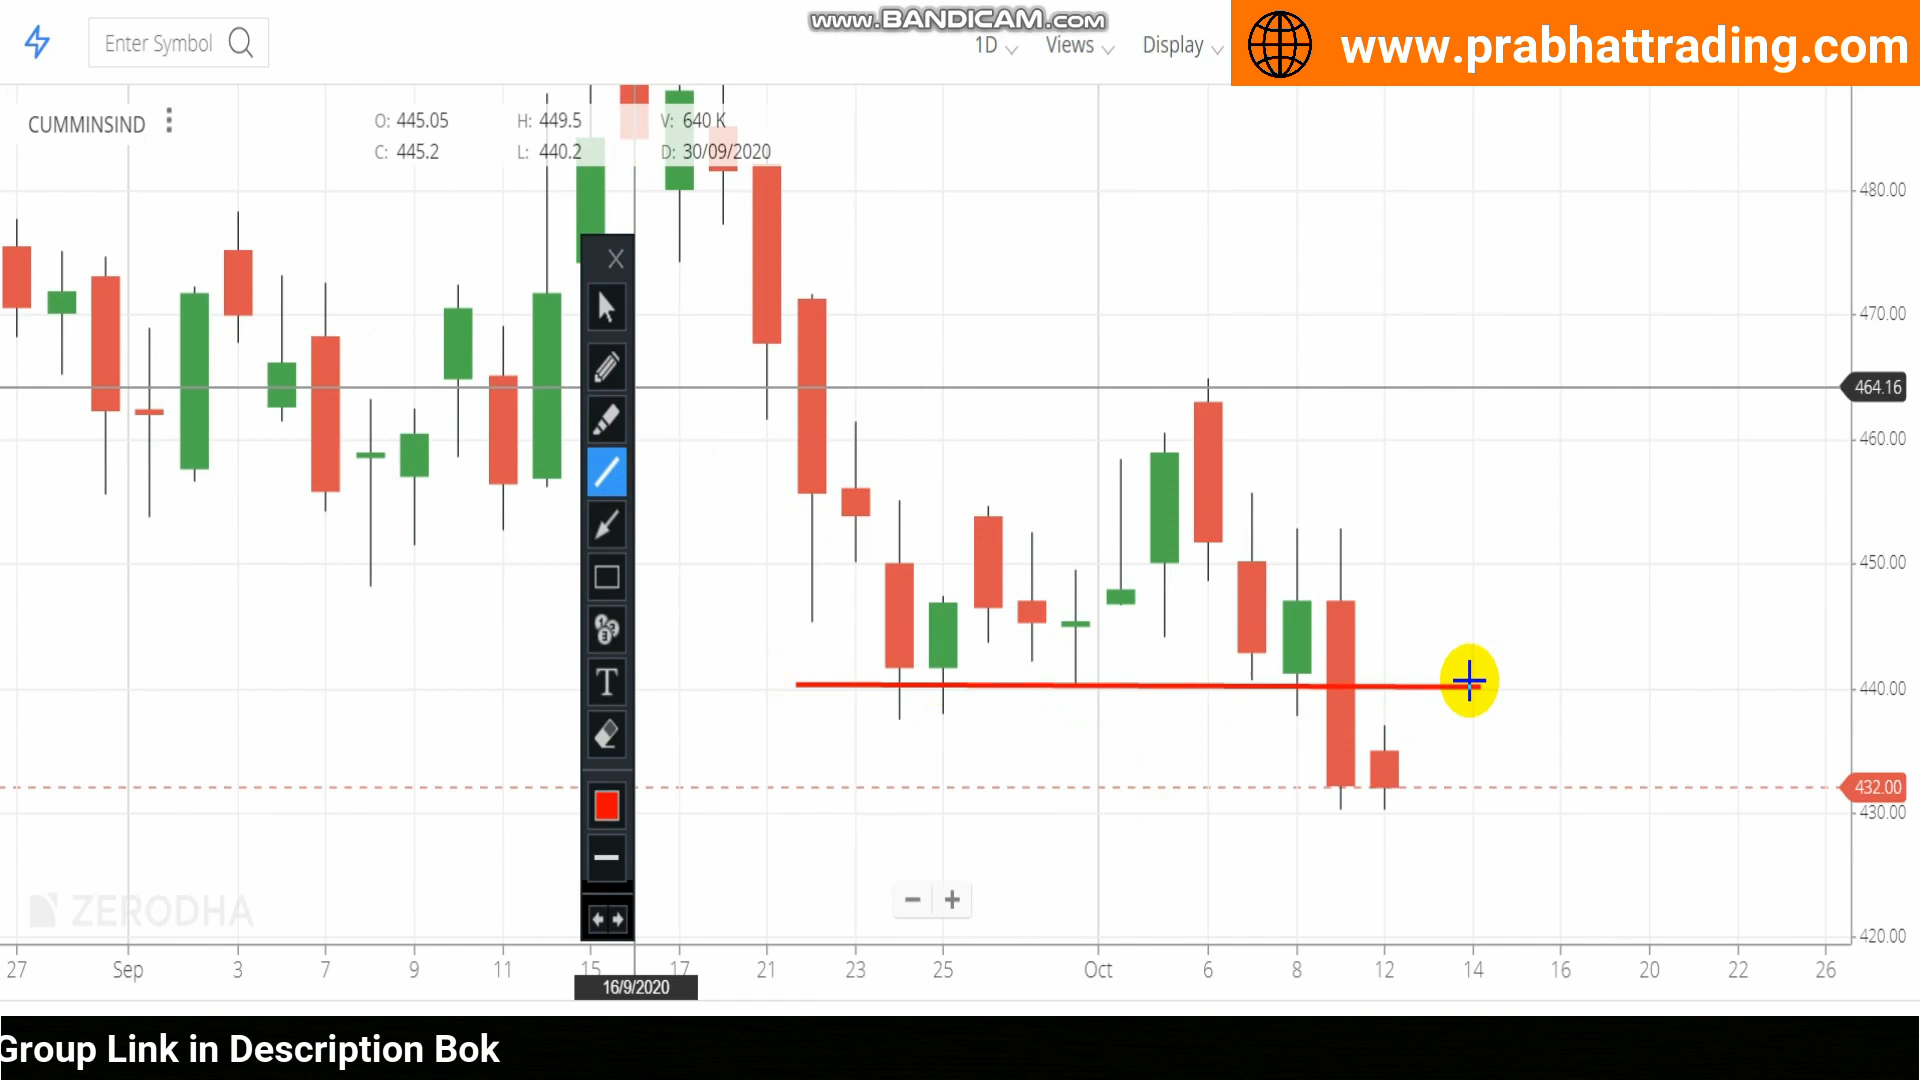 www.BANDICAM.com
Enter Symbol
1D
Views
Display
www.prabhattrading.com
CUMMINSIND
O: 445.05
H: 449.5
V: 640 K
C: 445.2
L: 440.2
D: 30/09/2020
480.00
470.00
464.16
460.00
450.00
440.00
432.00
430.00
420.00
X
T
ZERODHA
27
Sep
3
7
9
11
15
17
21
23
25
Oct
6
8
12
14
16
20
22
26
16/9/2020
Group Link in Description Bok